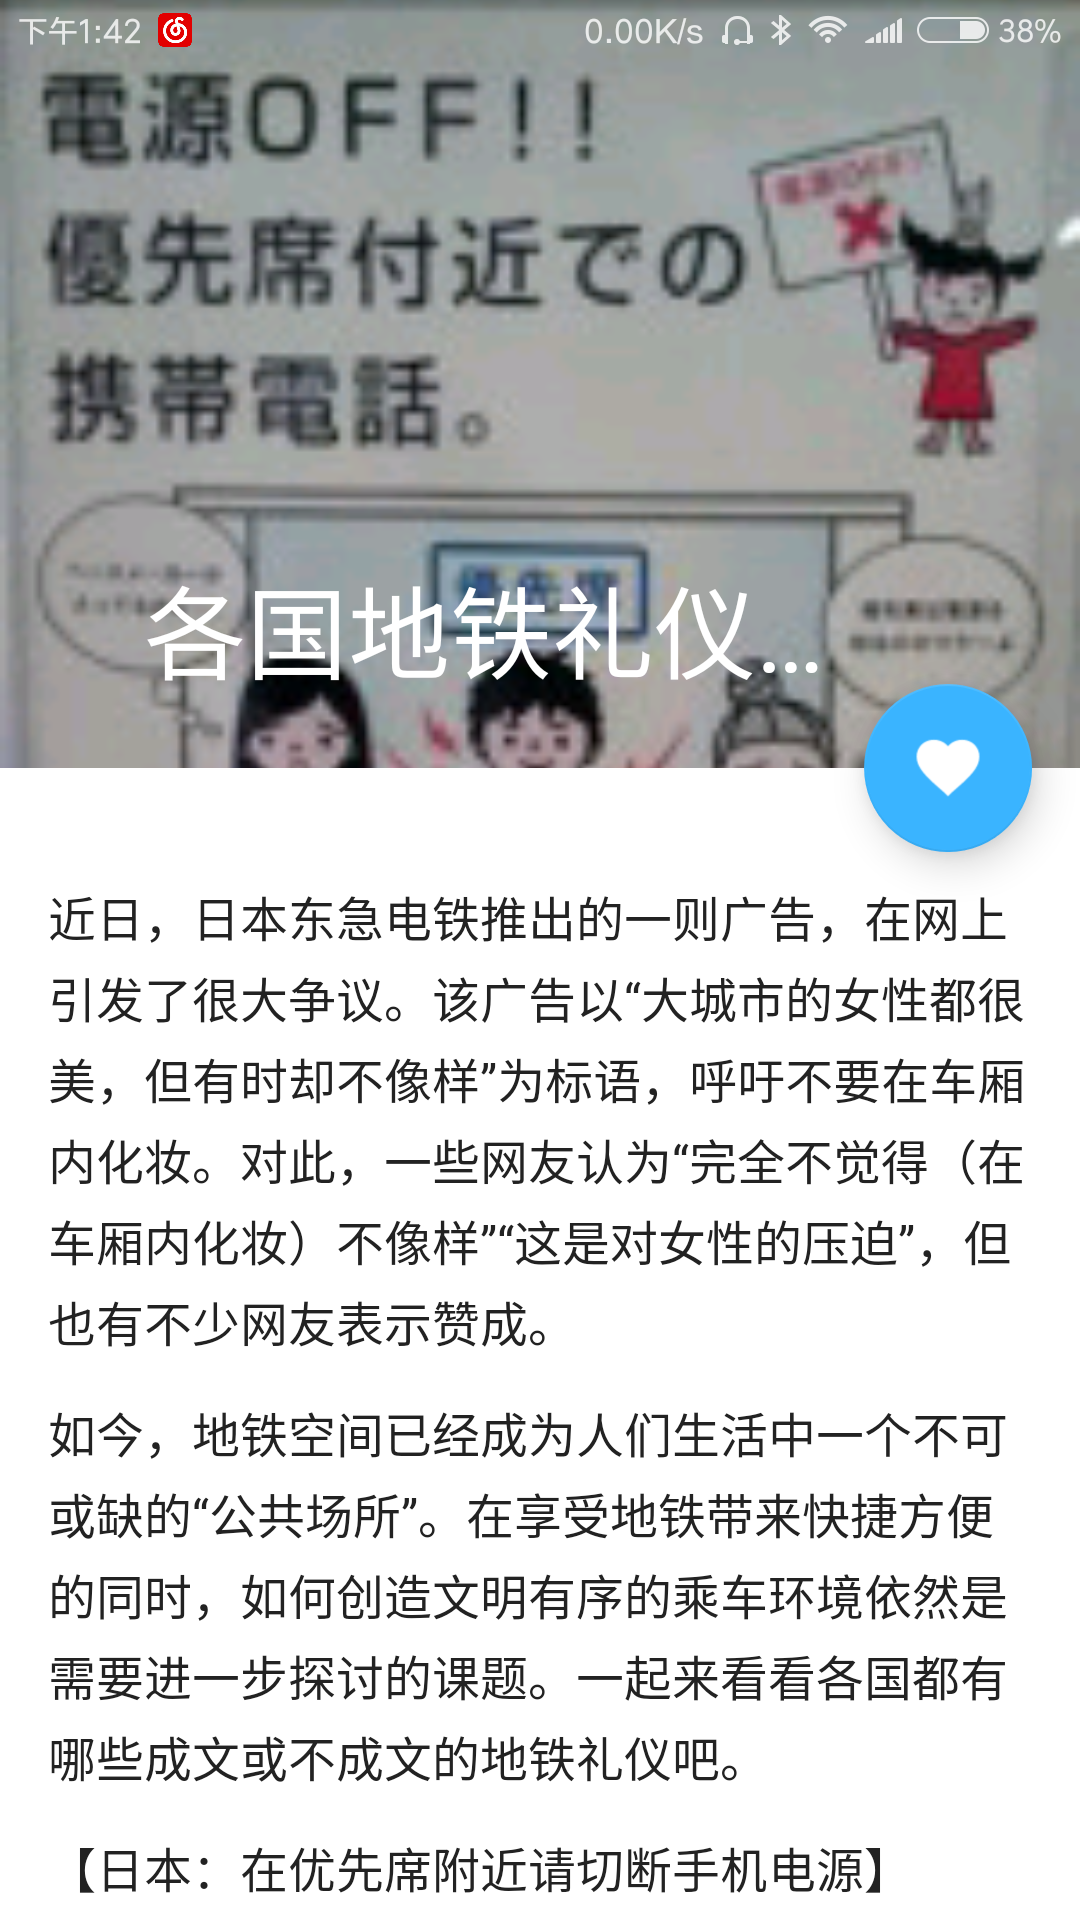 下午1:42
0.00K/s
38%
電源OFF!!
優先席付近での
携帯電話。
電源OFF!!
優先席
各国地铁礼仪...
近日，日本东急电铁推出的一则广告，在网上
引发了很大争议。该广告以“大城市的女性都很
美，但有时却不像样”为标语，呼吁不要在车厢
内化妆。对此，一些网友认为“完全不觉得（在
车厢内化妆）不像样”“这是对女性的压迫”，但
也有不少网友表示赞成。
如今，地铁空间已经成为人们生活中一个不可
或缺的“公共场所”。在享受地铁带来快捷方便
的同时，如何创造文明有序的乘车环境依然是
需要进一步探讨的课题。一起来看看各国都有
哪些成文或不成文的地铁礼仪吧。
【日本：在优先席附近请切断手机电源】